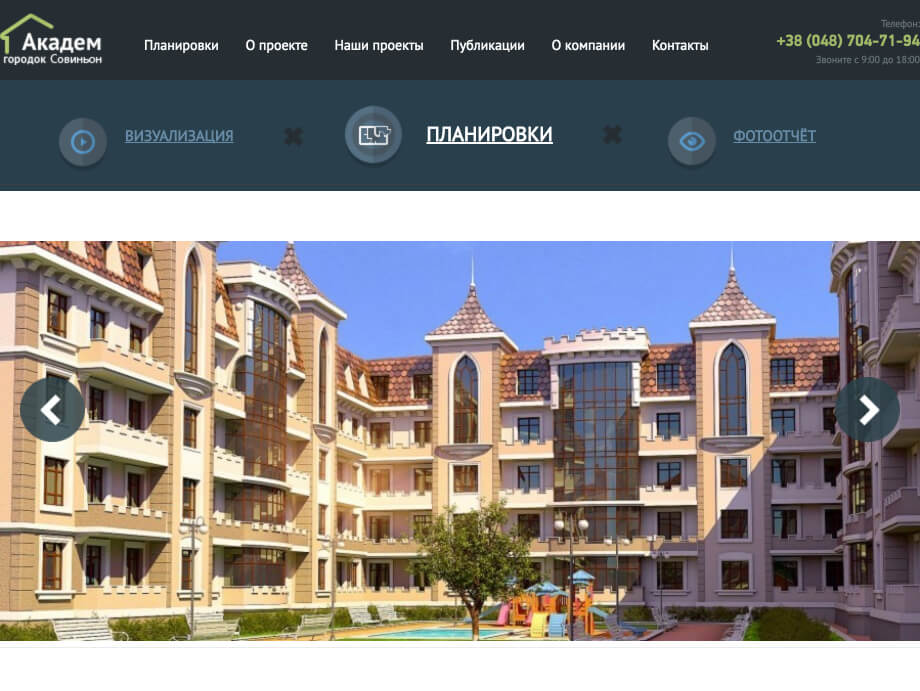 Академ
городок Совиньон
Планировки
О проекте
Наши проекты
Публикации
О компании
Контакты
Телефон:
+38 (048) 704-71-94
Звоните с 9:00 до 18:00
ВИЗУАЛИЗАЦИЯ
ПЛАНИРОВКИ
ФОТООТЧЁТ